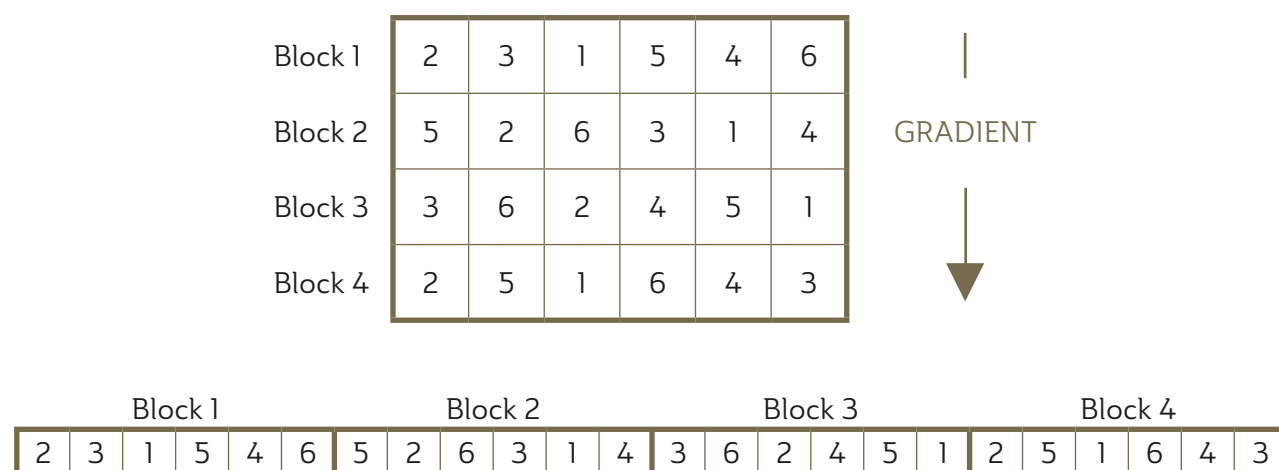 Block 1 2 3 1 5 4 6
Block 2 5 2 6 3 1 4 GRADIENT
Block 3 3 6 2 4 5 1
Block 4 2 5 1 6 4 3
Block 1 Block 2 Block 3 Block 4
2 3 1 5 4 6 5 2 6 3 1 4 3 6 2 4 5 1 2 5 1 6 4 3